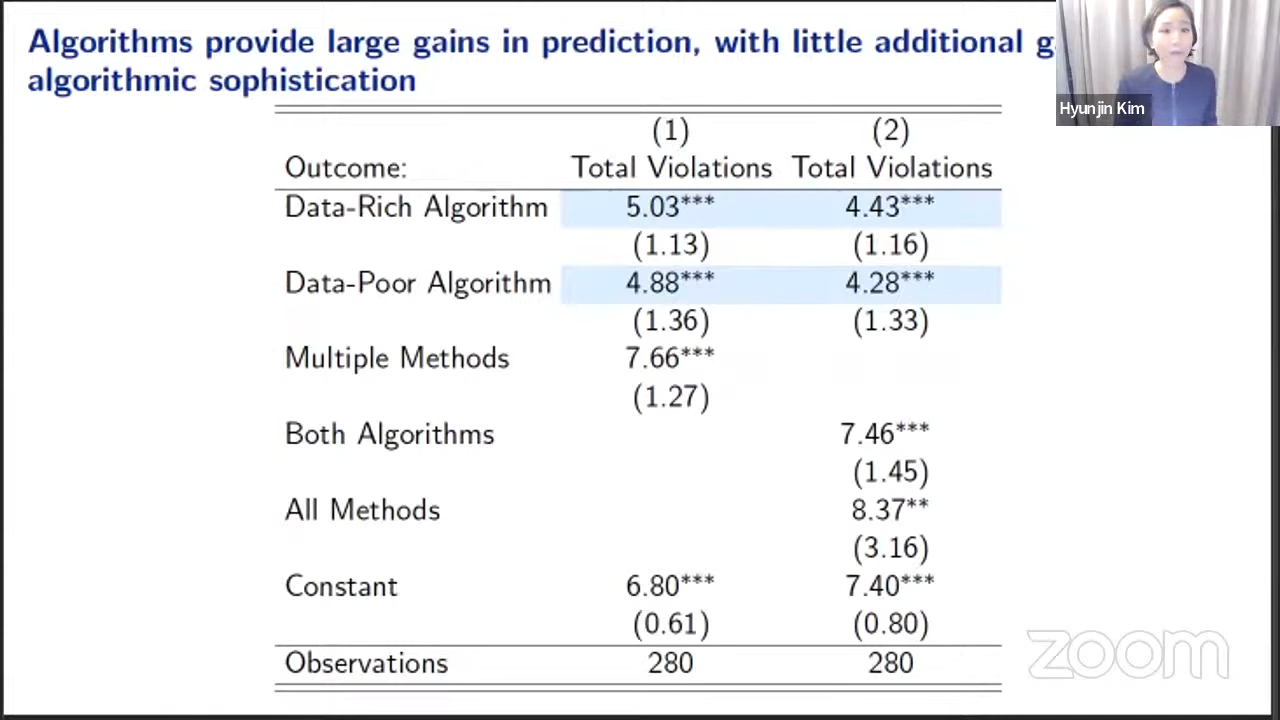 Algorithms provide large gains in prediction, with little additional
algorithmic sophistication
Hyunjin Kim
(1) (2)
Outcome: Total Violations Total Violations
Data-Rich Algorithm 5.03*** 4.43***
(1.13) (1.16)
Data-Poor Algorithm 4.88*** 4.28***
(1.36) (1.33)
Multiple Methods 7.66***
(1.27)
Both Algorithms 7.46***
(1.45)
All Methods 8.37**
(3.16)
Constant 6.80*** 7.40***
(0.61) (0.80)
Observations 280 280
zoom